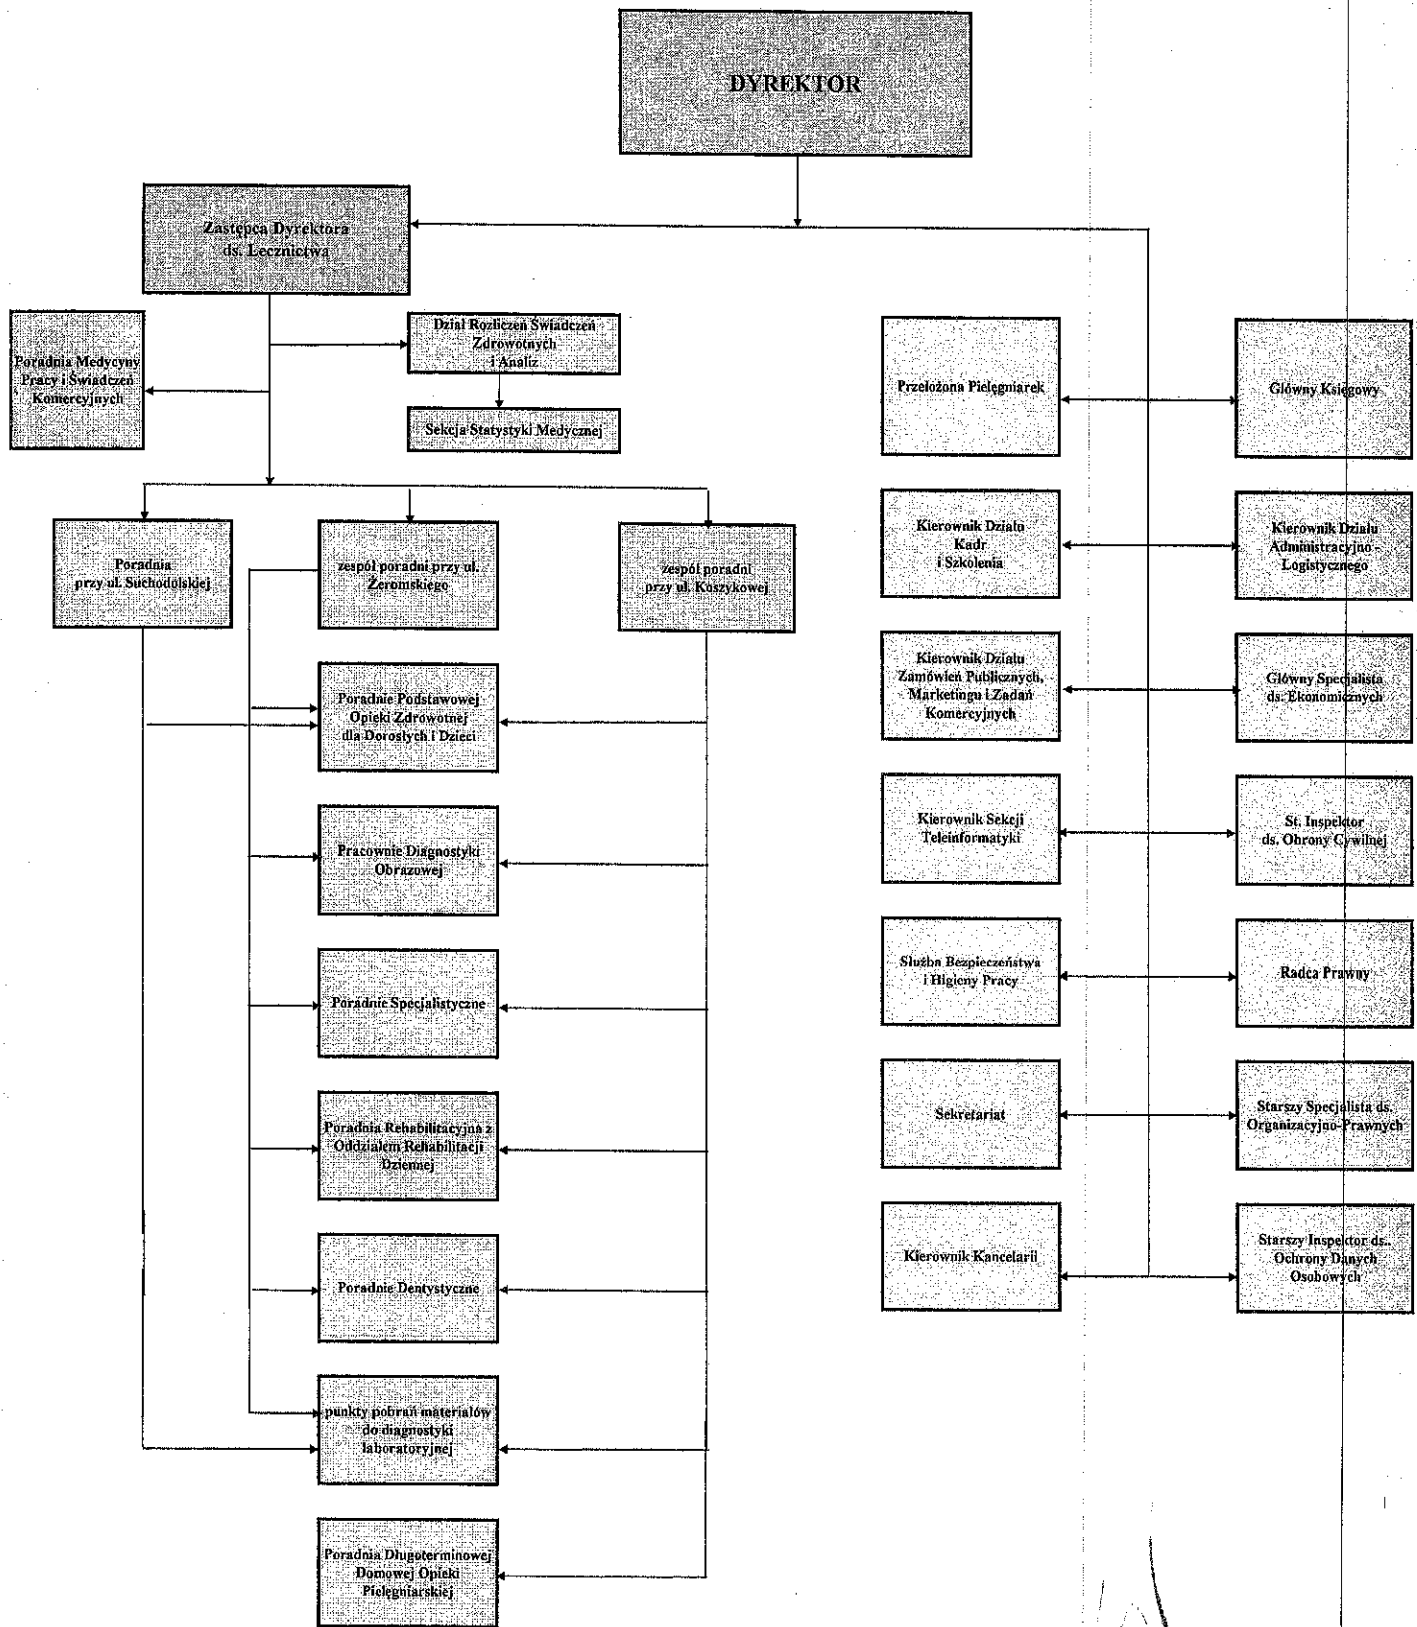 DYREKTOR
Zastępca Dyrektora
ds. Lecznictwa
Poradnia Medycyny
Pracy i Świadczeń
Komercyjnych
Dział Rozliczeń Świadczeń
Zdrowotnych
i Analiz
Sekcja Statystyki Medycznej
Przełożona Pielęgniarek
Główny Księgowy
Poradnia
przy ul. Suchodolskiej
zespół poradni przy ul.
Żeromskiego
zespół poradni
przy ul. Koszykowej
Kierownik Działu
Kadr
i Szkolenia
Kierownik Działu
Administracyjno -
Logistycznego
Poradnie Podstawowej
Opieki Zdrowotnej
dla Dorosłych i Dzieci
Kierownik Działu
Zamówień Publicznych,
Marketingu i Zadań
Komercyjnych
Główny Specjalista
ds. Ekonomicznych
Pracownie Diagnostyki
Obrazowej
Kierownik Sekcji
Teleinformatyki
St. Inspektor
ds. Obrony Cywilnej
Poradnie Specjalistyczne
Służba Bezpieczeństwa
i Higieny Pracy
Radca Prawny
Poradnia Rehabilitacyjna z
Oddziałem Rehabilitacji
Dziennej
Sekretariat
Starszy Specjalista ds.
Organizacyjno-Prawnych
Poradnie Dentystyczne
Kierownik Kancelarii
Starszy Inspektor ds..
Ochrony Danych
Osobowych
punkty pobrań materiałów
do diagnostyki
laboratoryjnej
Poradnia Długoterminowej
Domowej Opieki
Pielęgniarskiej